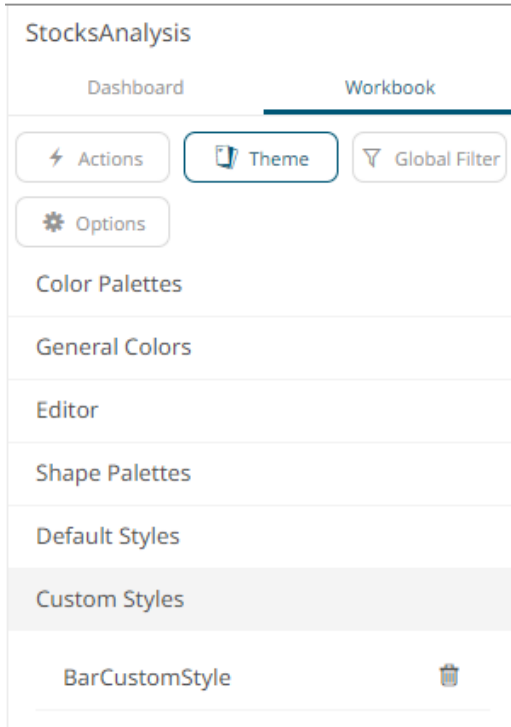 StocksAnalysis
Dashboard Workbook
Actions Theme Global Filter
Options
Color Palettes
General Colors
Editor
Shape Palettes
Default Styles
Custom Styles
BarCustomStyle